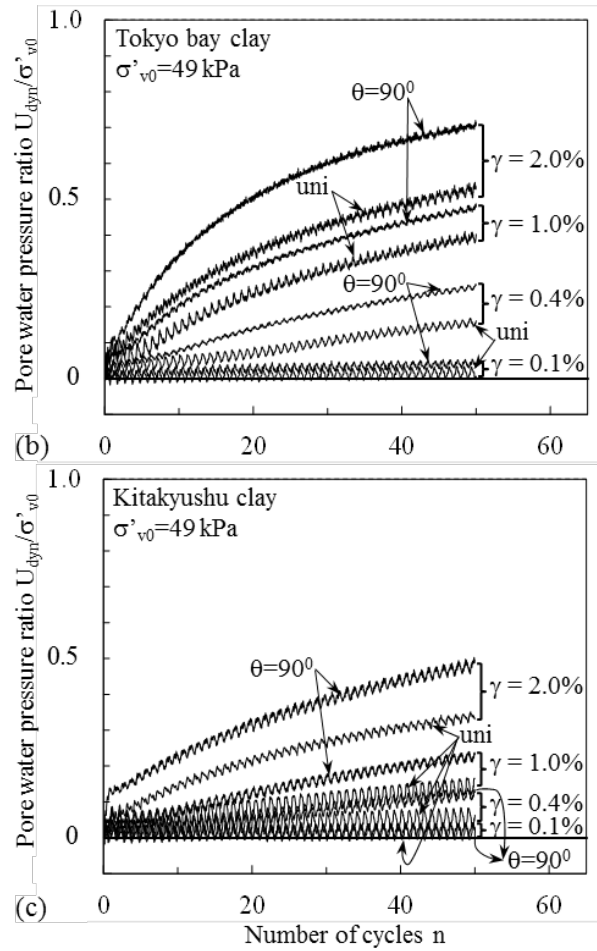 1.0
Tokyo bay clay
σ'v0=49 kPa
θ=90⁰
γ = 2.0%
uni
0.5
γ = 1.0%
θ=90⁰
γ = 0.4%
uni
γ = 0.1%
0
Pore water pressure ratio Udyn/σ'v0
(b)
0 20 40 60
1.0
Kitakyushu clay
σ'v0=49 kPa
0.5
θ=90⁰
γ = 2.0%
uni
γ = 1.0%
γ = 0.4%
γ = 0.1%
0
θ=90⁰
Pore water pressure ratio Udyn/σ'v0
(c)
0 20 40 60
Number of cycles n